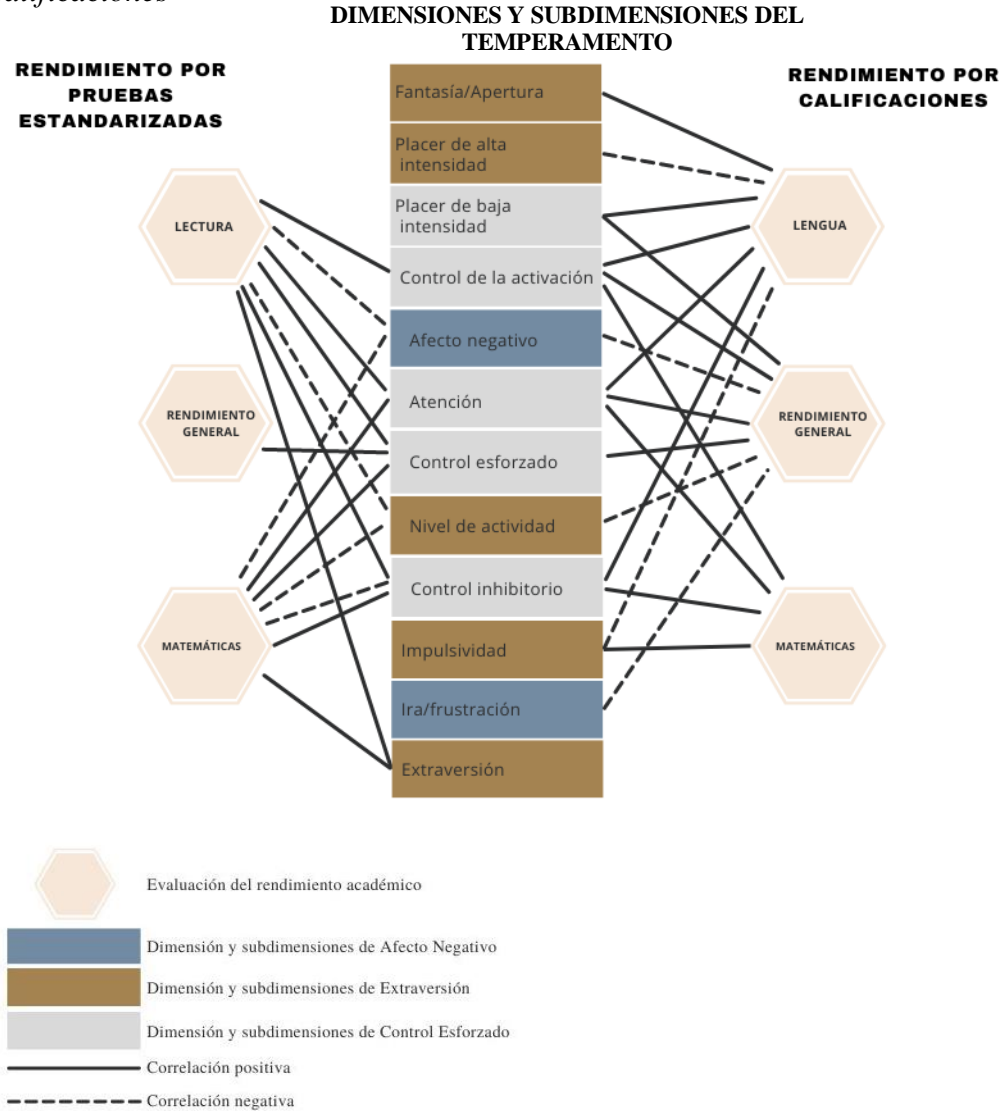 DIMENSIONES Y SUBDIMENSIONES DEL
TEMPERAMENTO
RENDIMIENTO POR
PRUEBAS
ESTANDARIZADAS
RENDIMIENTO POR
CALIFICACIONES
LECTURA
RENDIMIENTO
GENERAL
MATEMÁTICAS
Fantasía/Apertura
Placer de alta
intensidad
Placer de baja
intensidad
Control de la activación
Afecto negativo
Atención
Control esforzado
Nivel de actividad
Control inhibitorio
Impulsividad
Ira/frustración
Extraversión
LENGUA
RENDIMIENTO
GENERAL
MATEMÁTICAS
Evaluación del rendimiento académico
Dimensión y subdimensiones de Afecto Negativo
Dimensión y subdimensiones de Extraversión
Dimensión y subdimensiones de Control Esforzado
Correlación positiva
Correlación negativa